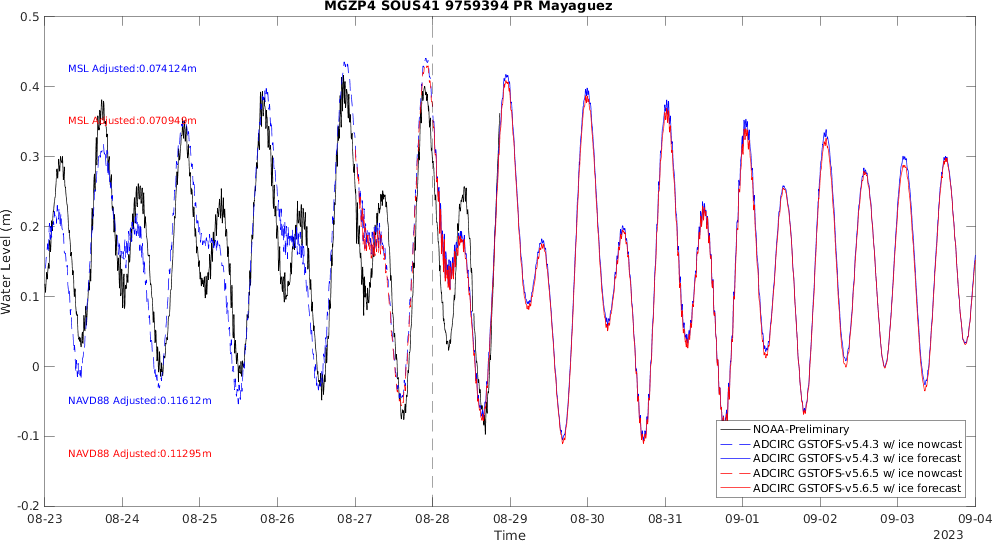 MGZP4 SOUS41 9759394 PR Mayaguez
0.5
0.4
0.3
0.2
0.1
0
-0.1
-0.2
Water Level (m)
MSL Adjusted:0.074124m
MSL Adjusted:0.070949m
NAVD88 Adjusted:0.11612m
NAVD88 Adjusted:0.11295m
NOAA-Preliminary
ADCIRC GSTOFS-v5.4.3 w/ ice nowcast
ADCIRC GSTOFS-v5.4.3 w/ ice forecast
ADCIRC GSTOFS-v5.6.5 w/ ice nowcast
ADCIRC GSTOFS-v5.6.5 w/ ice forecast
08-23 08-24 08-25 08-26 08-27 08-28 08-29 08-30 08-31 09-01 09-02 09-03 09-04
Time
2023